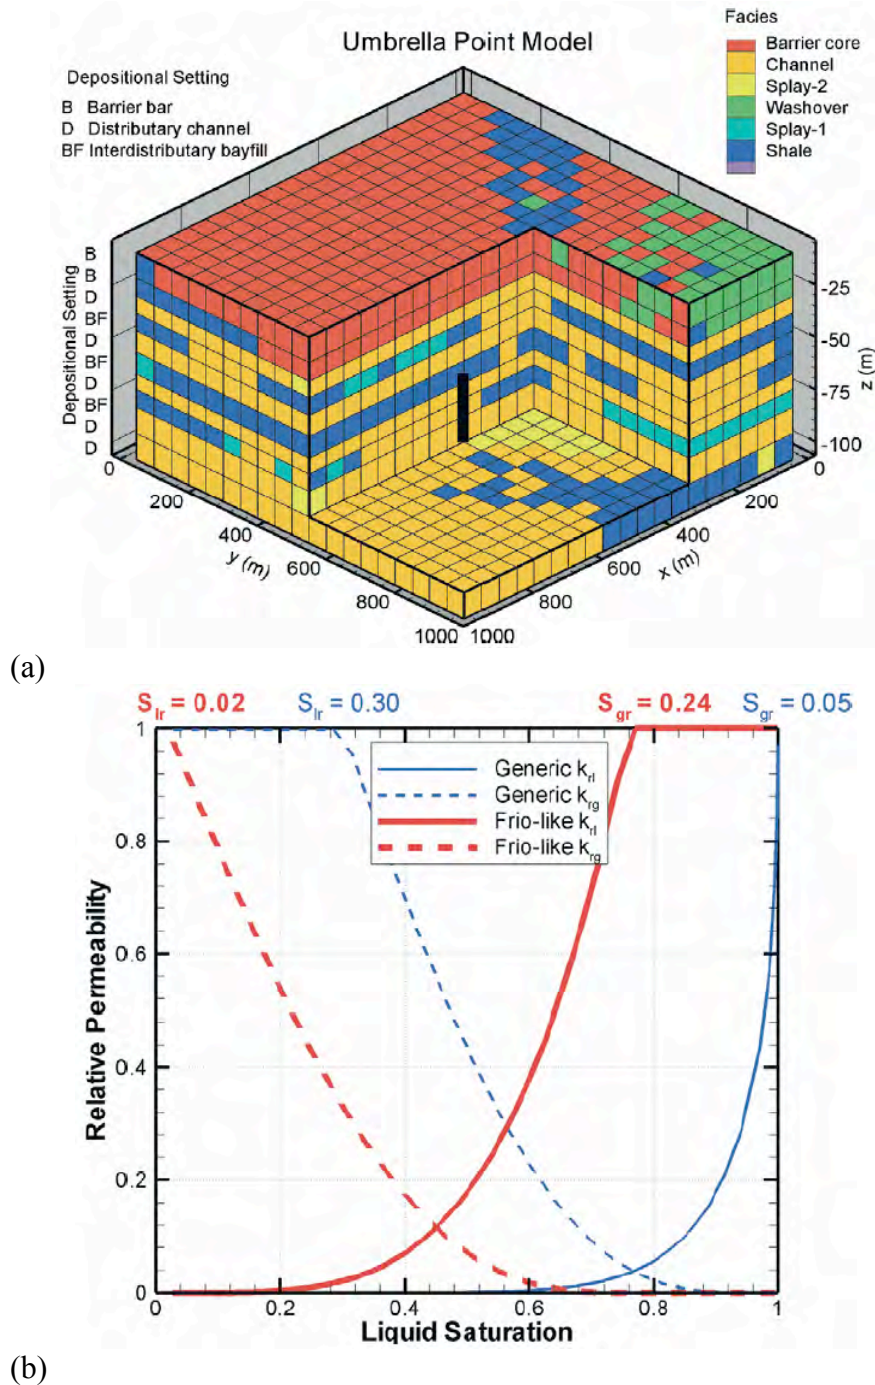 Umbrella Point Model
Depositional Setting
B Barrier bar
D Distributary channel
BF Interdistributary bayfill
Facies
Barrier core
Channel
Splay-2
Washover
Splay-1
Shale
Depositional Setting
B
B
D
BF
D
BF
D
BF
D
D
0
200
400
600
800
1000
y (m)
1000
800
600
400
200
0
x (m)
-25
-50
-75
-100
z (m)
(a)
S_lr = 0.02 S_lr = 0.30 S_gr = 0.24 S_gr = 0.05
Generic k_rl
Generic k_rg
Frio-like k_rl
Frio-like k_rg
1
0.8
0.6
0.4
0.2
0
Relative Permeability
0 0.2 0.4 0.6 0.8 1
Liquid Saturation
(b)